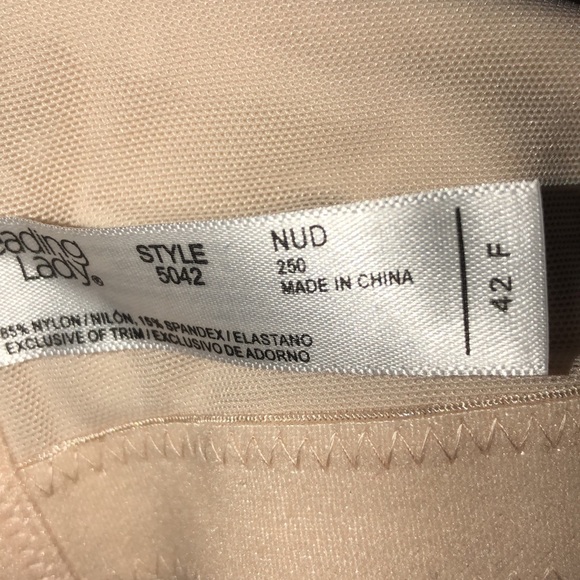 eading
Lady®
STYLE
5042
NUD
250
MADE IN CHINA
85% NYLON/NILÓN, 15% SPANDEX/ELASTANO
EXCLUSIVE OF TRIM/EXCLUSIVO DE ADORNO
42 F